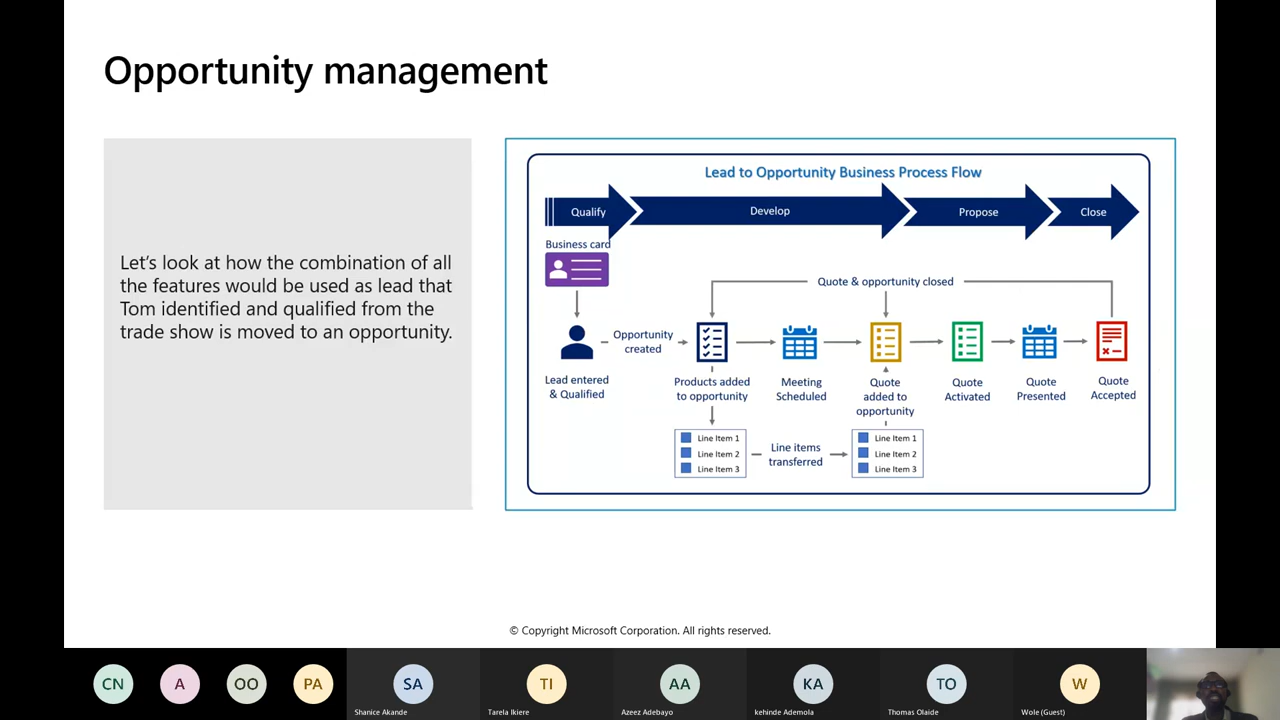 Opportunity management
Let's look at how the combination of all
the features would be used as lead that
Tom identified and qualified from the
trade show is moved to an opportunity.
Lead to Opportunity Business Process Flow
Qualify
Develop
Propose
Close
Business card
Quote & opportunity closed
Opportunity
created
Lead entered
& Qualified
Products added
to opportunity
Meeting
Scheduled
Quote
added to
opportunity
Quote
Activated
Quote
Presented
Quote
Accepted
Line Item 1
Line Item 2
Line Item 3
Line items
transferred
Line Item 1
Line Item 2
Line Item 3
© Copyright Microsoft Corporation. All rights reserved.
CN
A
OO
PA
SA
Shanice Akande
TI
Tarela Ikiere
AA
Azeez Adebayo
KA
kehinde Ademola
TO
Thomas Olaide
W
Wole (Guest)